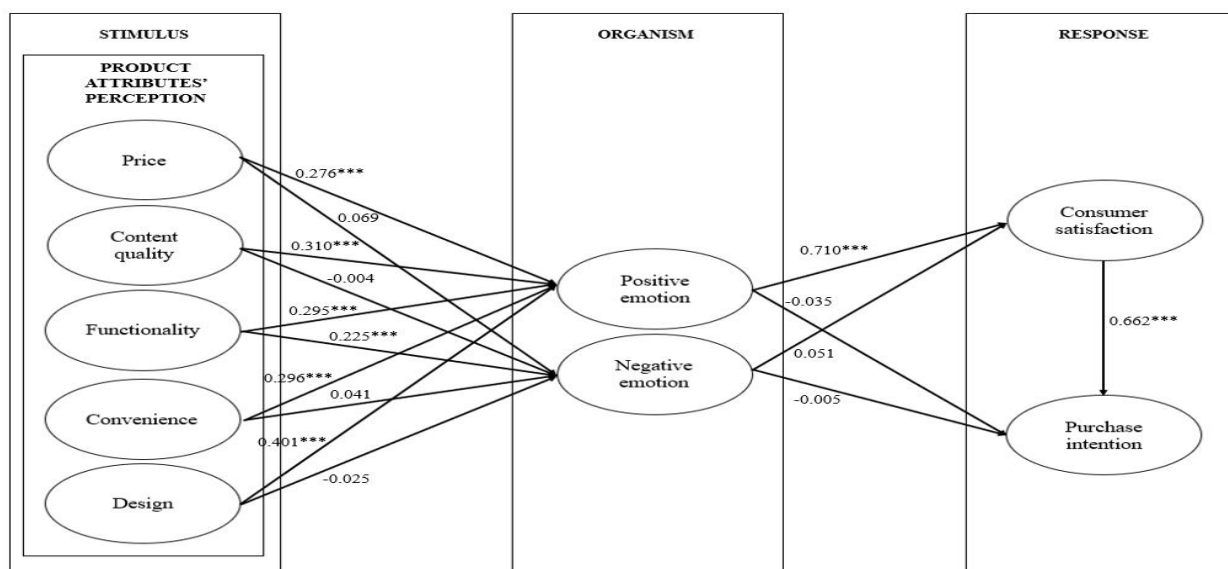 STIMULUS
PRODUCT
ATTRIBUTES'
PERCEPTION
Price
Content
quality
Functionality
Convenience
Design
0.276***
0.069
0.310***
-0.004
0.295***
0.225***
0.296***
0.041
0.401***
-0.025
ORGANISM
Positive
emotion
Negative
emotion
0.710***
-0.035
0.051
-0.005
RESPONSE
Consumer
satisfaction
0.662***
Purchase
intention